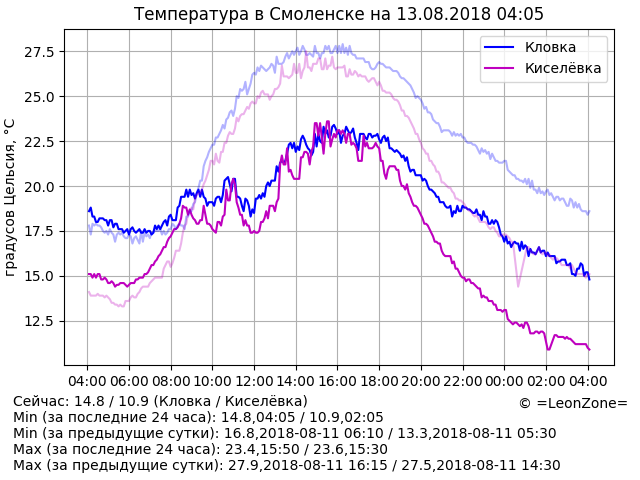 Температура в Смоленске на 13.08.2018 04:05
Кловка
Киселёвка
градусов Цельсия, °C
27.5
25.0
22.5
20.0
17.5
15.0
12.5
04:00 06:00 08:00 10:00 12:00 14:00 16:00 18:00 20:00 22:00 00:00 02:00 04:00
© =LeonZone=
Сейчас: 14.8 / 10.9 (Кловка / Киселёвка)
Min (за последние 24 часа): 14.8,04:05 / 10.9,02:05
Min (за предыдущие сутки): 16.8,2018-08-11 06:10 / 13.3,2018-08-11 05:30
Max (за последние 24 часа): 23.4,15:50 / 23.6,15:30
Max (за предыдущие сутки): 27.9,2018-08-11 16:15 / 27.5,2018-08-11 14:30